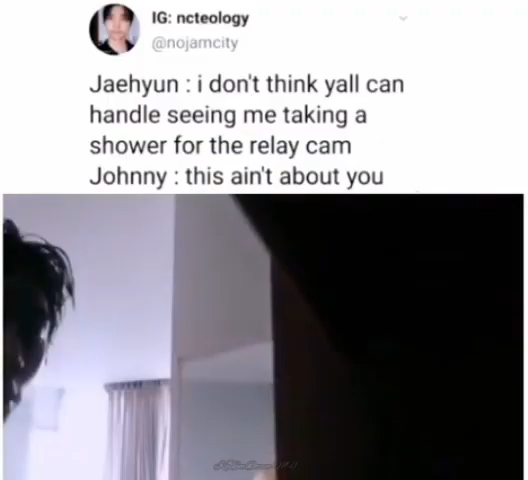 IG: ncteology
@nojamcity
Jaehyun : i don't think yall can
handle seeing me taking a
shower for the relay cam
Johnny : this ain't about you